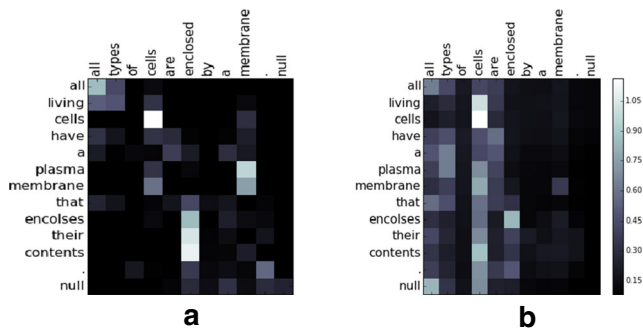 all types of cells are enclosed by a membrane . null
all types of cells are enclosed by a membrane . null
all
living
cells
have
a
plasma
membrane
that
encolses
their
contents
.
null
all
living
cells
have
a
plasma
membrane
that
encolses
their
contents
.
null
1.05
0.90
0.75
0.60
0.45
0.30
0.15
a
b